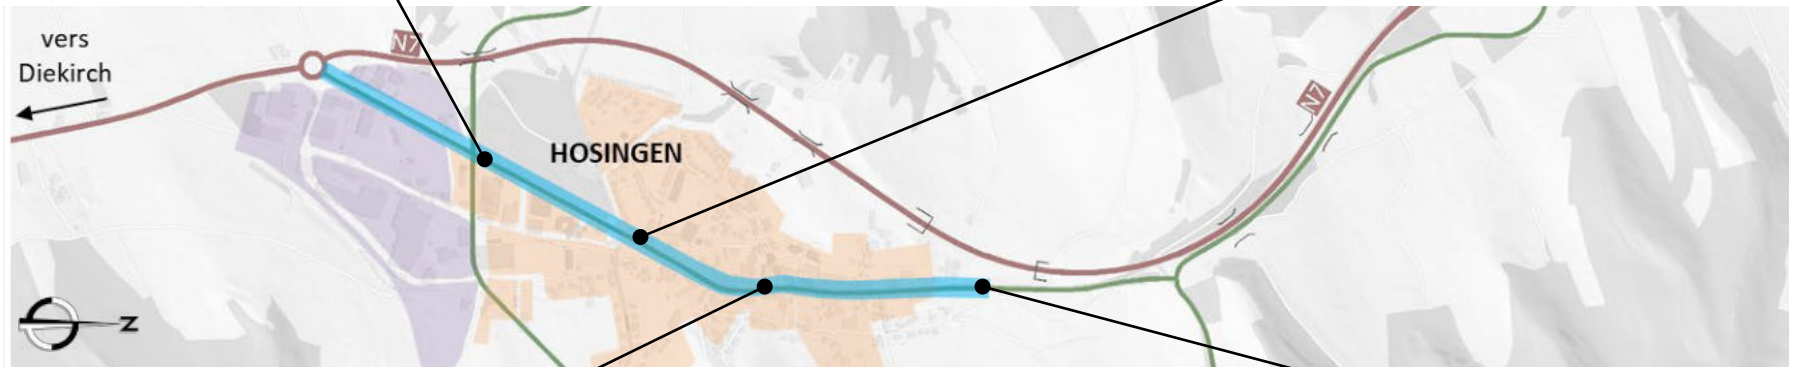 vers
Diekirch
N7
HOSINGEN
N7
Z